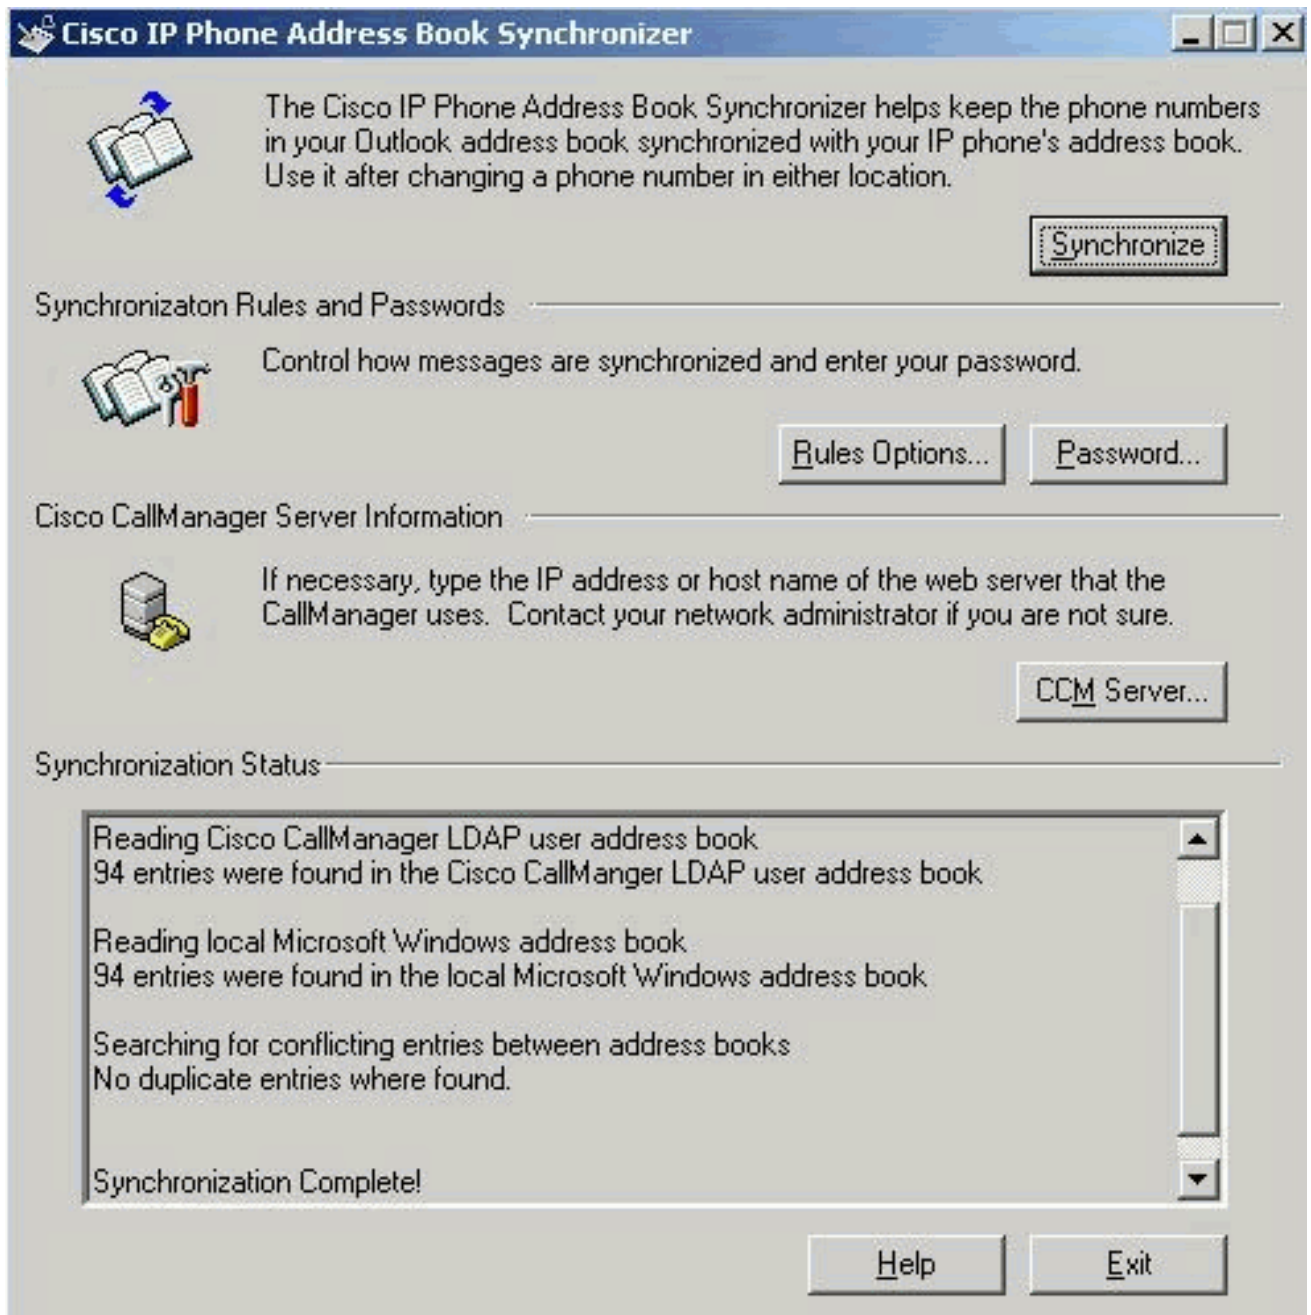 Cisco IP Phone Address Book Synchronizer
The Cisco IP Phone Address Book Synchronizer helps keep the phone numbers
in your Outlook address book synchronized with your IP phone's address book.
Use it after changing a phone number in either location.
Synchronize
Synchronizaton Rules and Passwords
Control how messages are synchronized and enter your password.
Rules Options... Password...
Cisco CallManager Server Information
If necessary, type the IP address or host name of the web server that the
CallManager uses. Contact your network administrator if you are not sure.
CCM Server...
Synchronization Status
Reading Cisco CallManager LDAP user address book
94 entries were found in the Cisco CallManger LDAP user address book
Reading local Microsoft Windows address book
94 entries were found in the local Microsoft Windows address book
Searching for conflicting entries between address books
No duplicate entries where found.
Synchronization Complete!
Help Exit